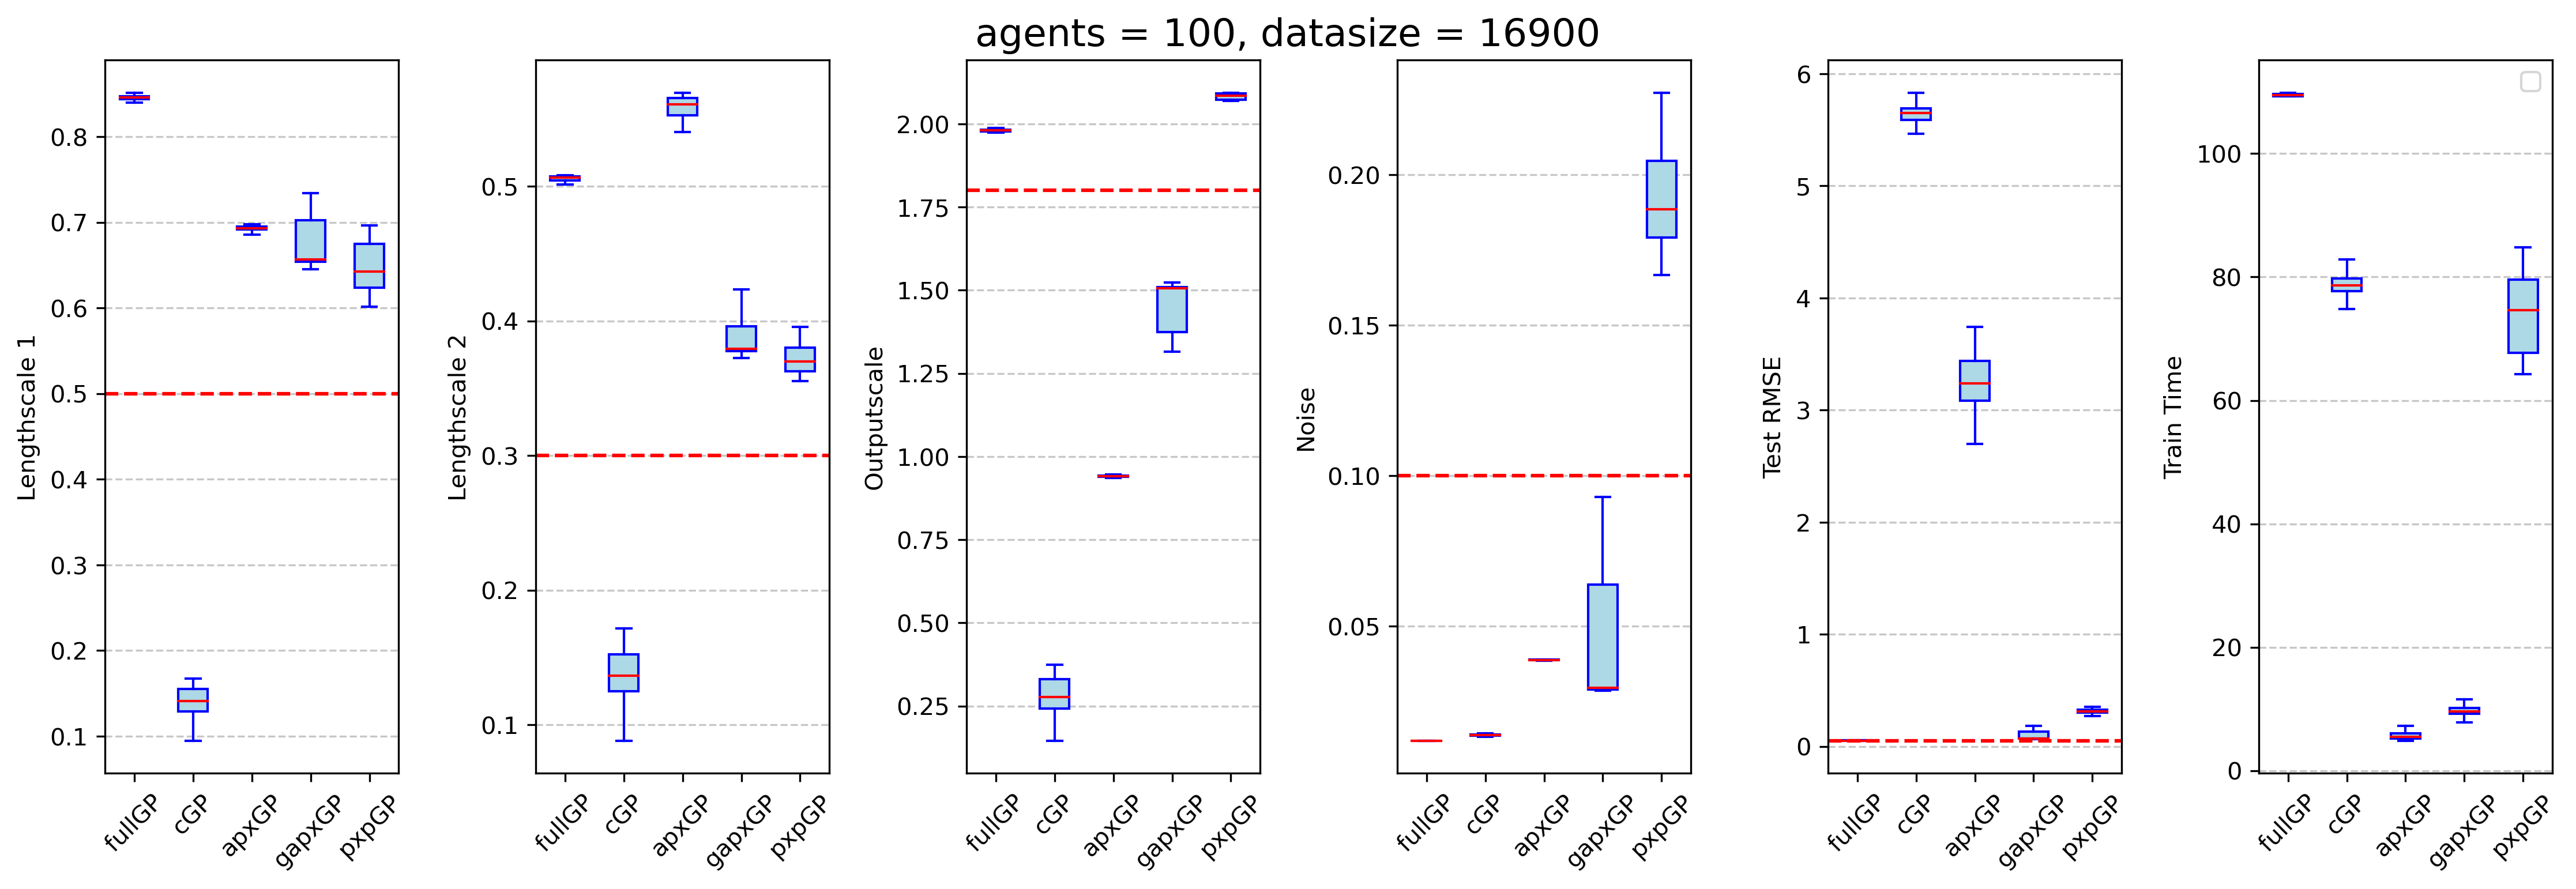 agents = 100, datasize = 16900
Lengthscale 1
0.8
0.7
0.6
0.5
0.4
0.3
0.2
0.1
fullGP
cGP
apxGP
gapxGP
pxpGP
Lengthscale 2
0.5
0.4
0.3
0.2
0.1
fullGP
cGP
apxGP
gapxGP
pxpGP
Outputscale
2.00
1.75
1.50
1.25
1.00
0.75
0.50
0.25
fullGP
cGP
apxGP
gapxGP
pxpGP
Noise
0.20
0.15
0.10
0.05
fullGP
cGP
apxGP
gapxGP
pxpGP
Test RMSE
6
5
4
3
2
1
0
fullGP
cGP
apxGP
gapxGP
pxpGP
Train Time
100
80
60
40
20
0
fullGP
cGP
apxGP
gapxGP
pxpGP